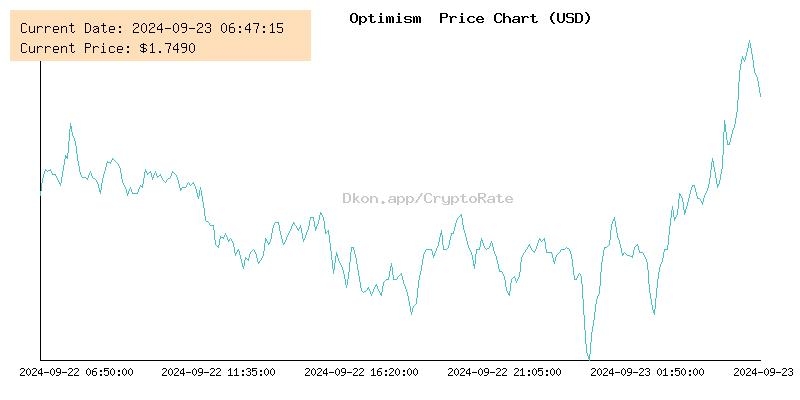 Optimism  Price Chart (USD)
Current Date: 2024-09-23 06:47:15
Current Price: $1.7490
Dkon.app/CryptoRate
2024-09-22 06:50:00 2024-09-22 11:35:00 2024-09-22 16:20:00 2024-09-22 21:05:00 2024-09-23 01:50:00 2024-09-23